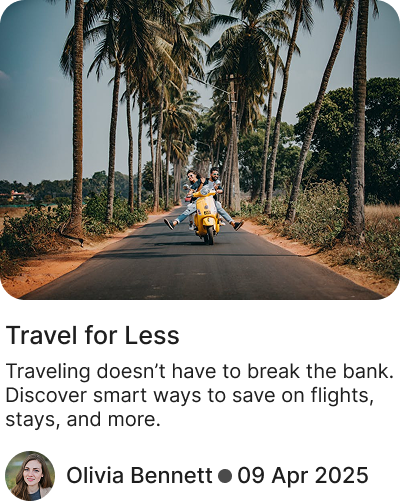 Travel for Less
Traveling doesn’t have to break the bank.
Discover smart ways to save on flights,
stays, and more.
Olivia Bennett ● 09 Apr 2025